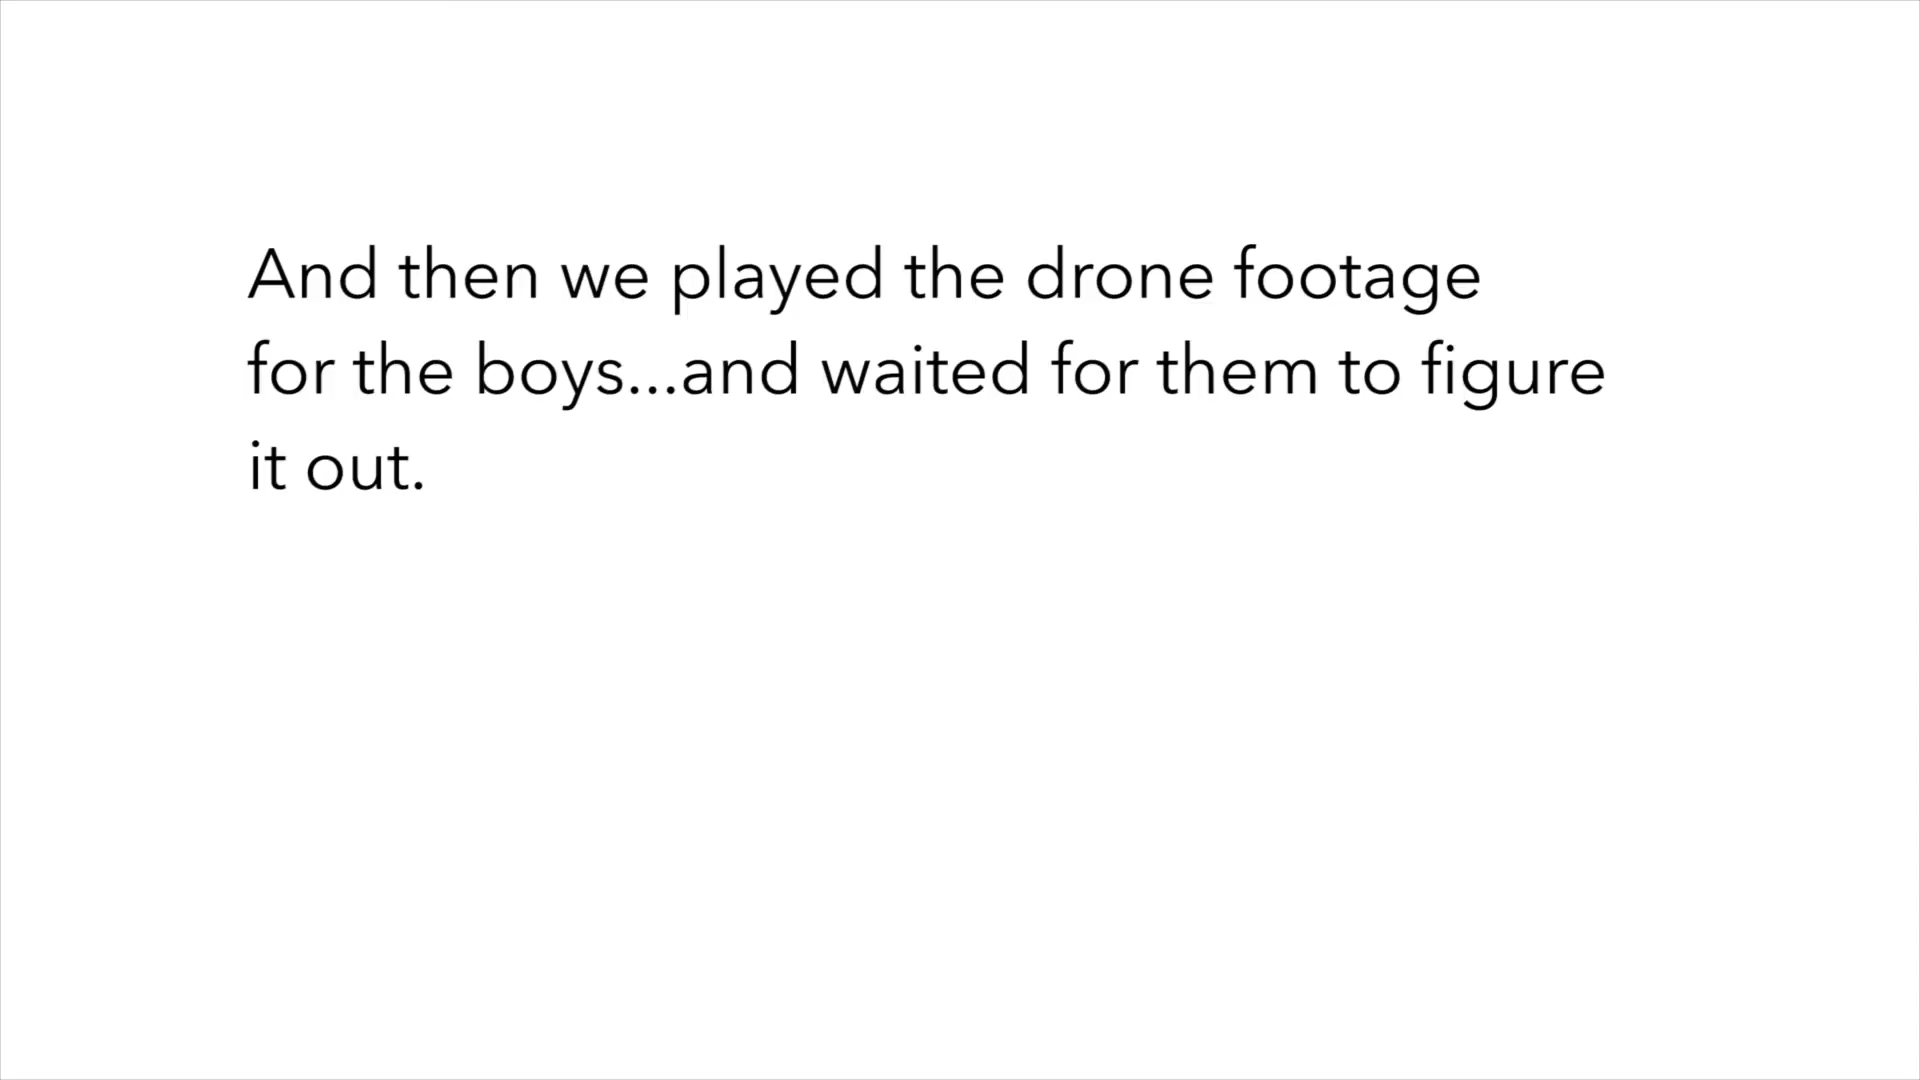 And then we played the drone footage
for the boys...and waited for them to figure
it out.